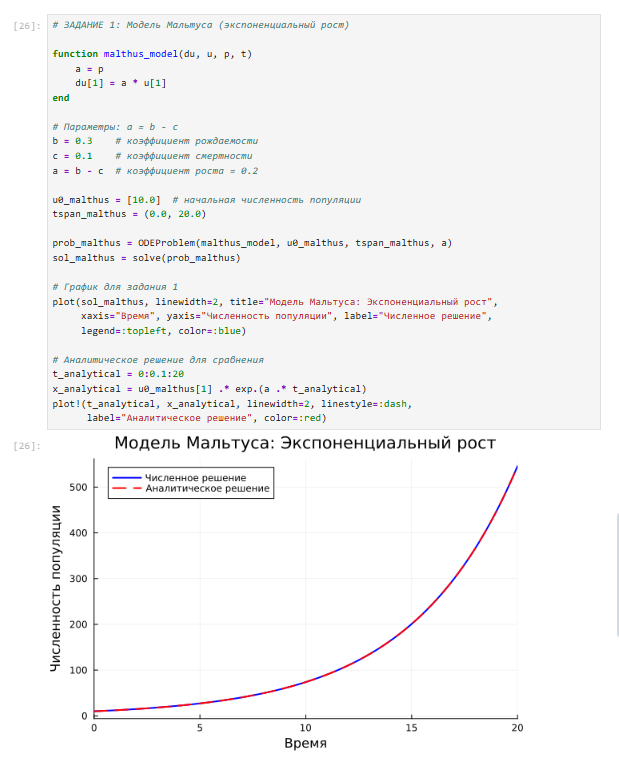 [26]:
# ЗАДАНИЕ 1: Модель Мальтуса (экспоненциальный рост)
function malthus_model(du, u, p, t)
    a = p
    du[1] = a * u[1]
end
# Параметры: a = b - c
b = 0.3    # коэффициент рождаемости
c = 0.1    # коэффициент смертности
a = b - c  # коэффициент роста = 0.2
u0_malthus = [10.0]  # начальная численность популяции
tspan_malthus = (0.0, 20.0)
prob_malthus = ODEProblem(malthus_model, u0_malthus, tspan_malthus, a)
sol_malthus = solve(prob_malthus)
# График для задания 1
plot(sol_malthus, linewidth=2, title="Модель Мальтуса: Экспоненциальный рост",
     xaxis="Время", yaxis="Численность популяции", label="Численное решение",
     legend=:topleft, color=:blue)
# Аналитическое решение для сравнения
t_analytical = 0:0.1:20
x_analytical = u0_malthus[1] .* exp.(a .* t_analytical)
plot!(t_analytical, x_analytical, linewidth=2, linestyle=:dash,
      label="Аналитическое решение", color=:red)
[26]:
Модель Мальтуса: Экспоненциальный рост
Численное решение
Аналитическое решение
Численность популяции
500
400
300
200
100
0
0 5 10 15 20
Время